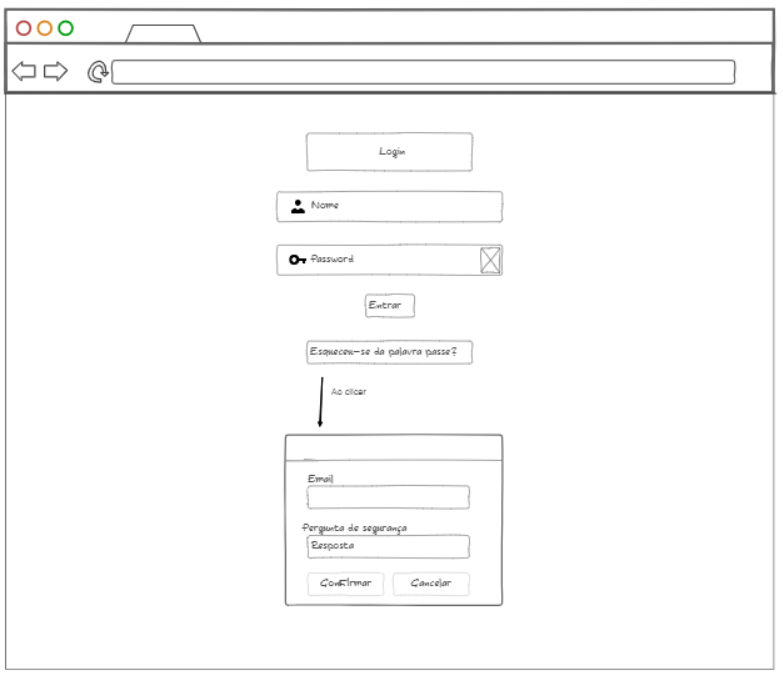 Login
Nome
Password
Entrar
Esqueceu-se da palavra passe?
Ao clicar
Email
Pergunta de segurança
Resposta
Confirmar
Cancelar